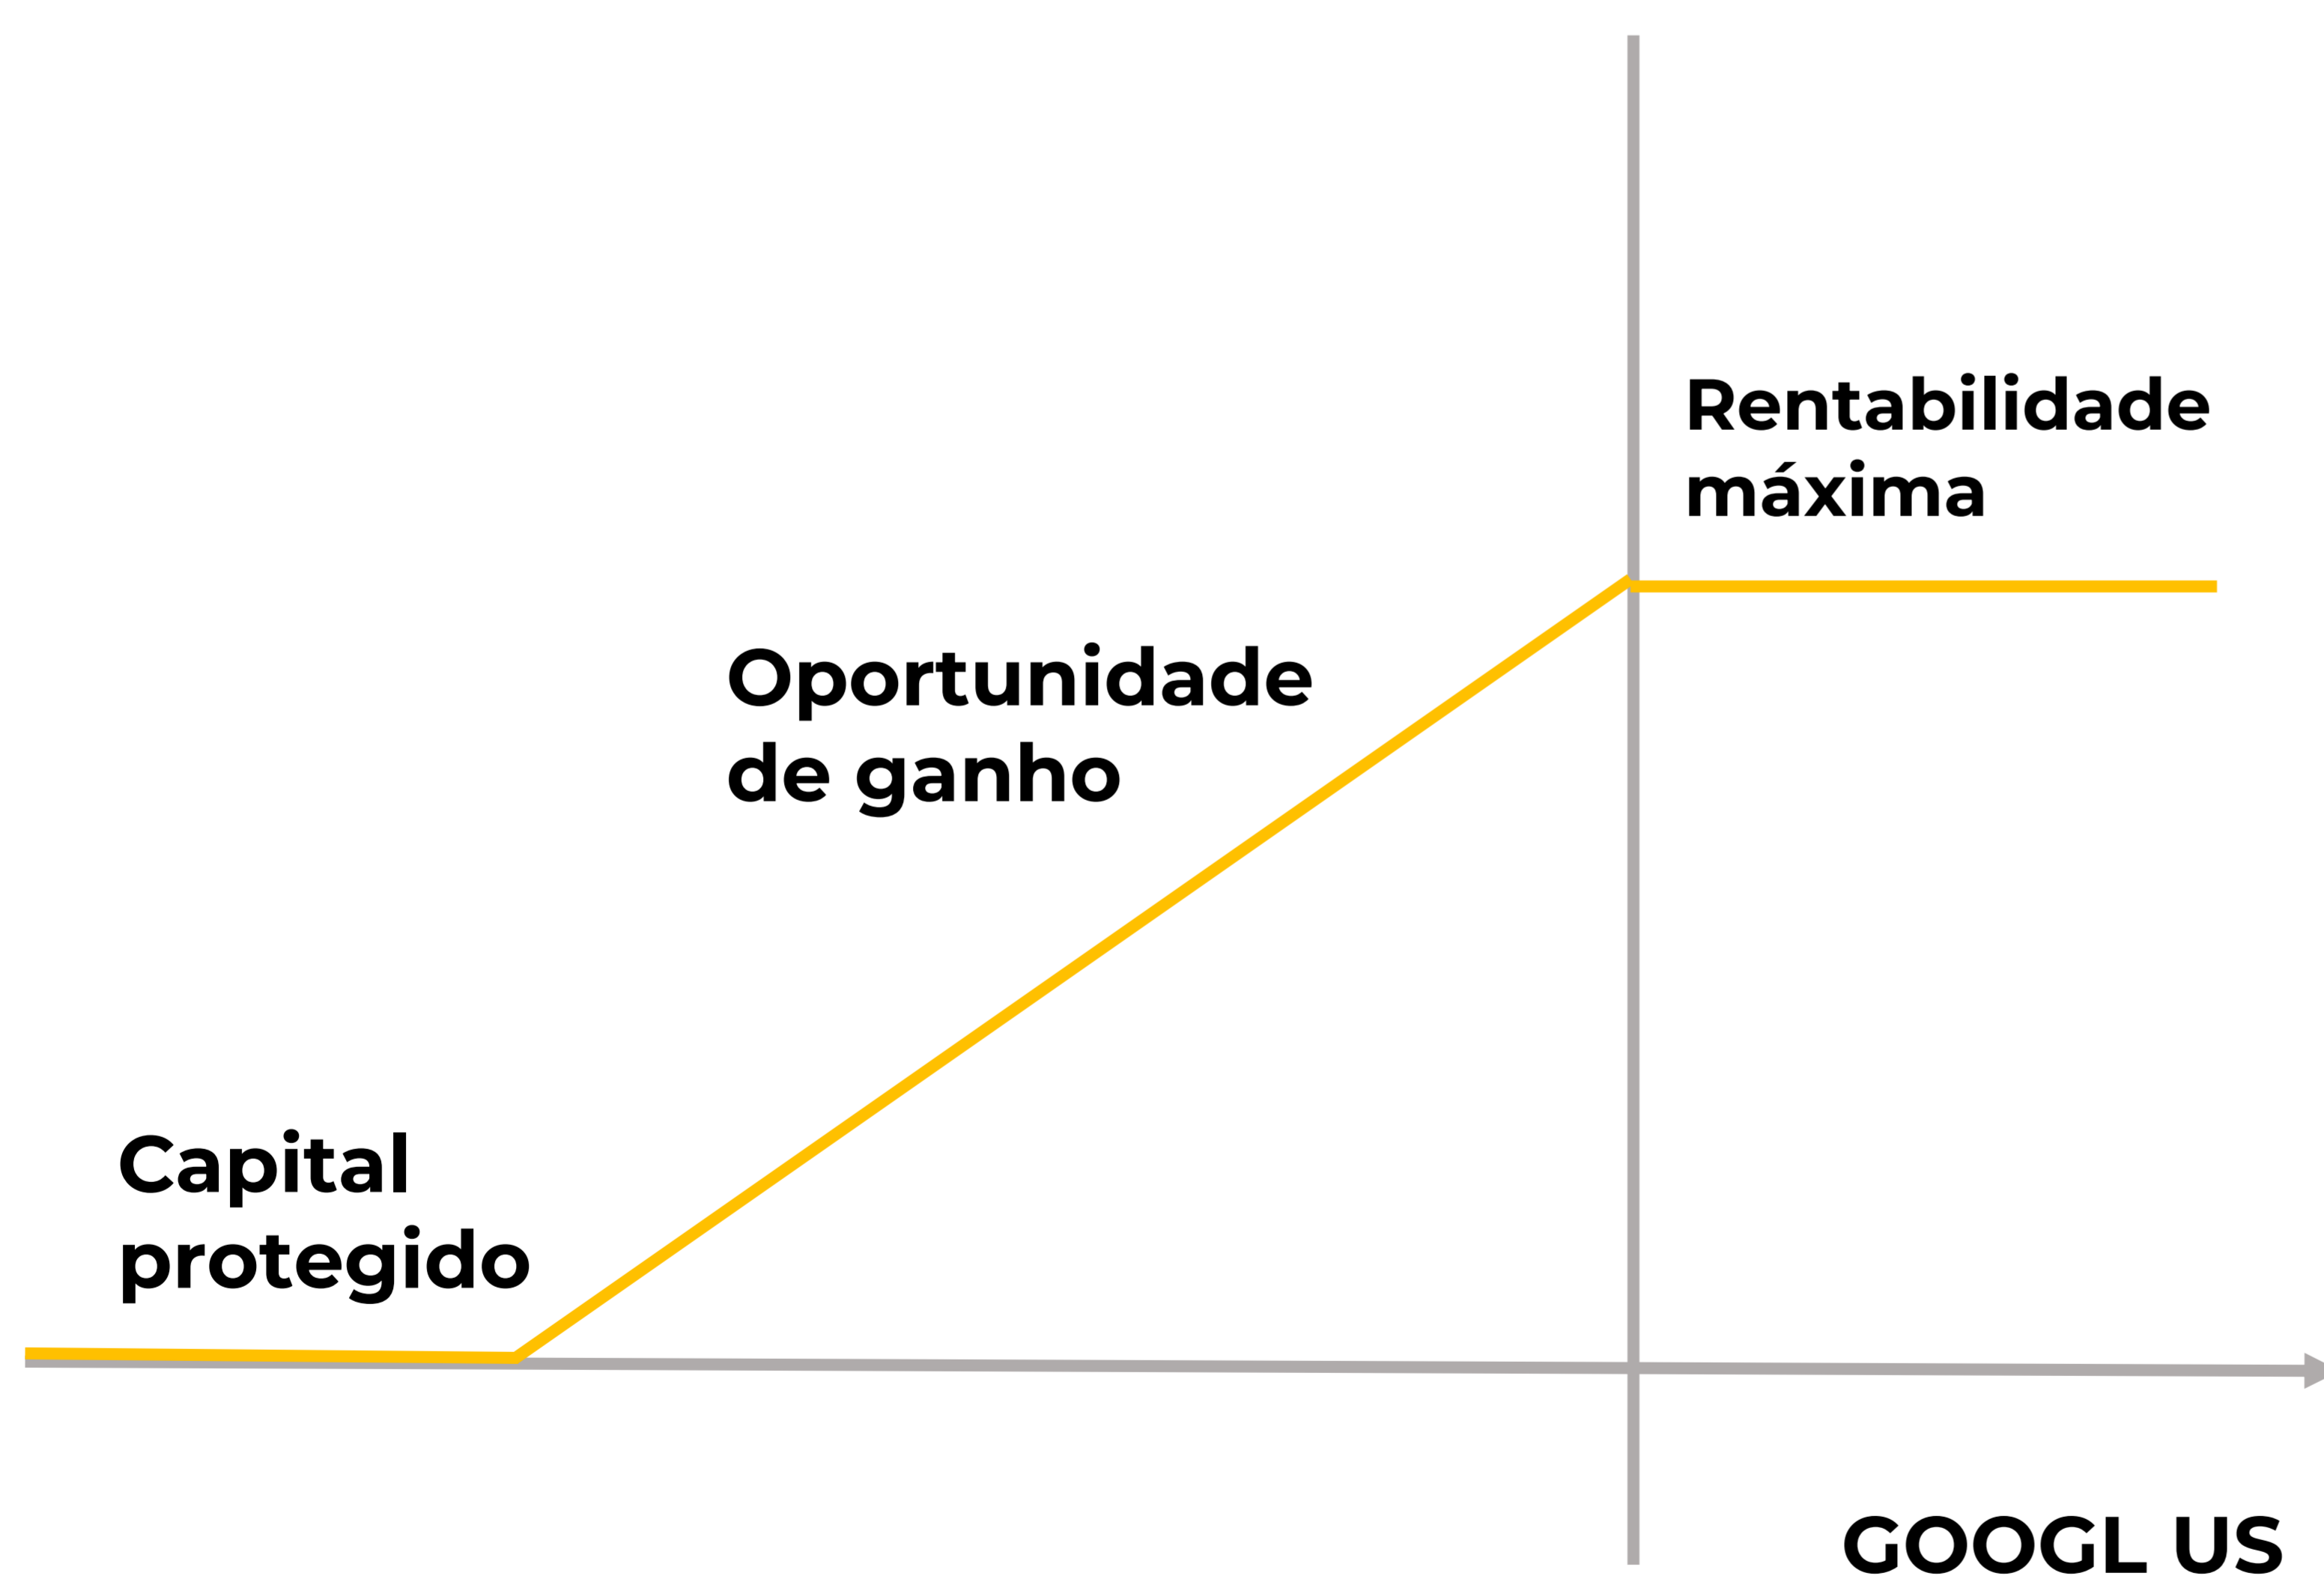 Rentabilidade
máxima
Oportunidade
de ganho
Capital
protegido
GOOGL US